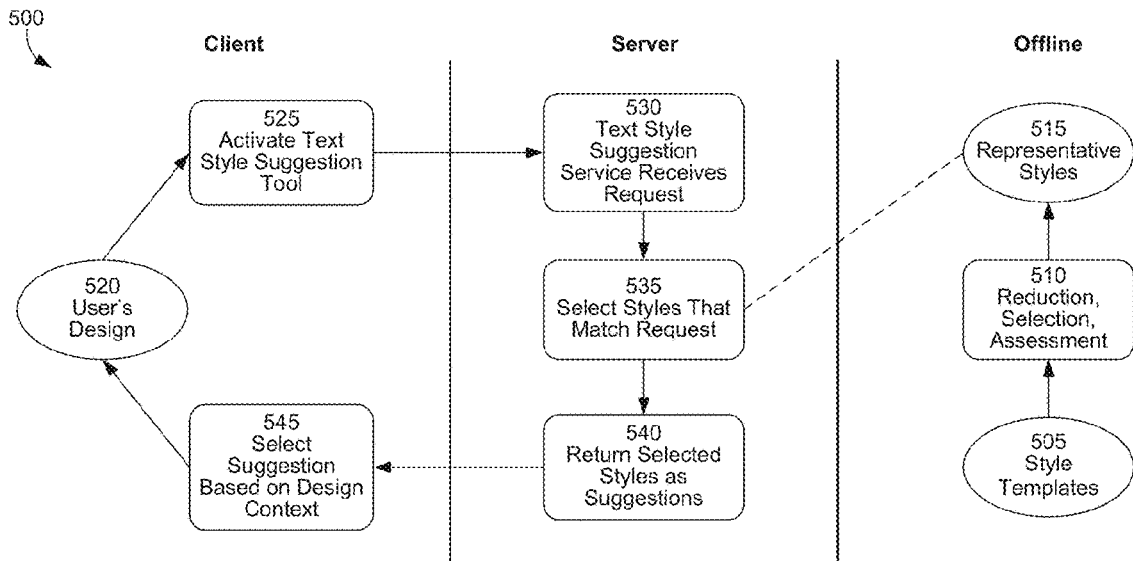 500
Client
Server
Offline
525
Activate Text
Style Suggestion
Tool
530
Text Style
Suggestion
Service Receives
Request
515
Representative
Styles
520
User's
Design
535
Select Styles That
Match Request
510
Reduction,
Selection,
Assessment
545
Select
Suggestion
Based on Design
Context
540
Return Selected
Styles as
Suggestions
505
Style
Templates